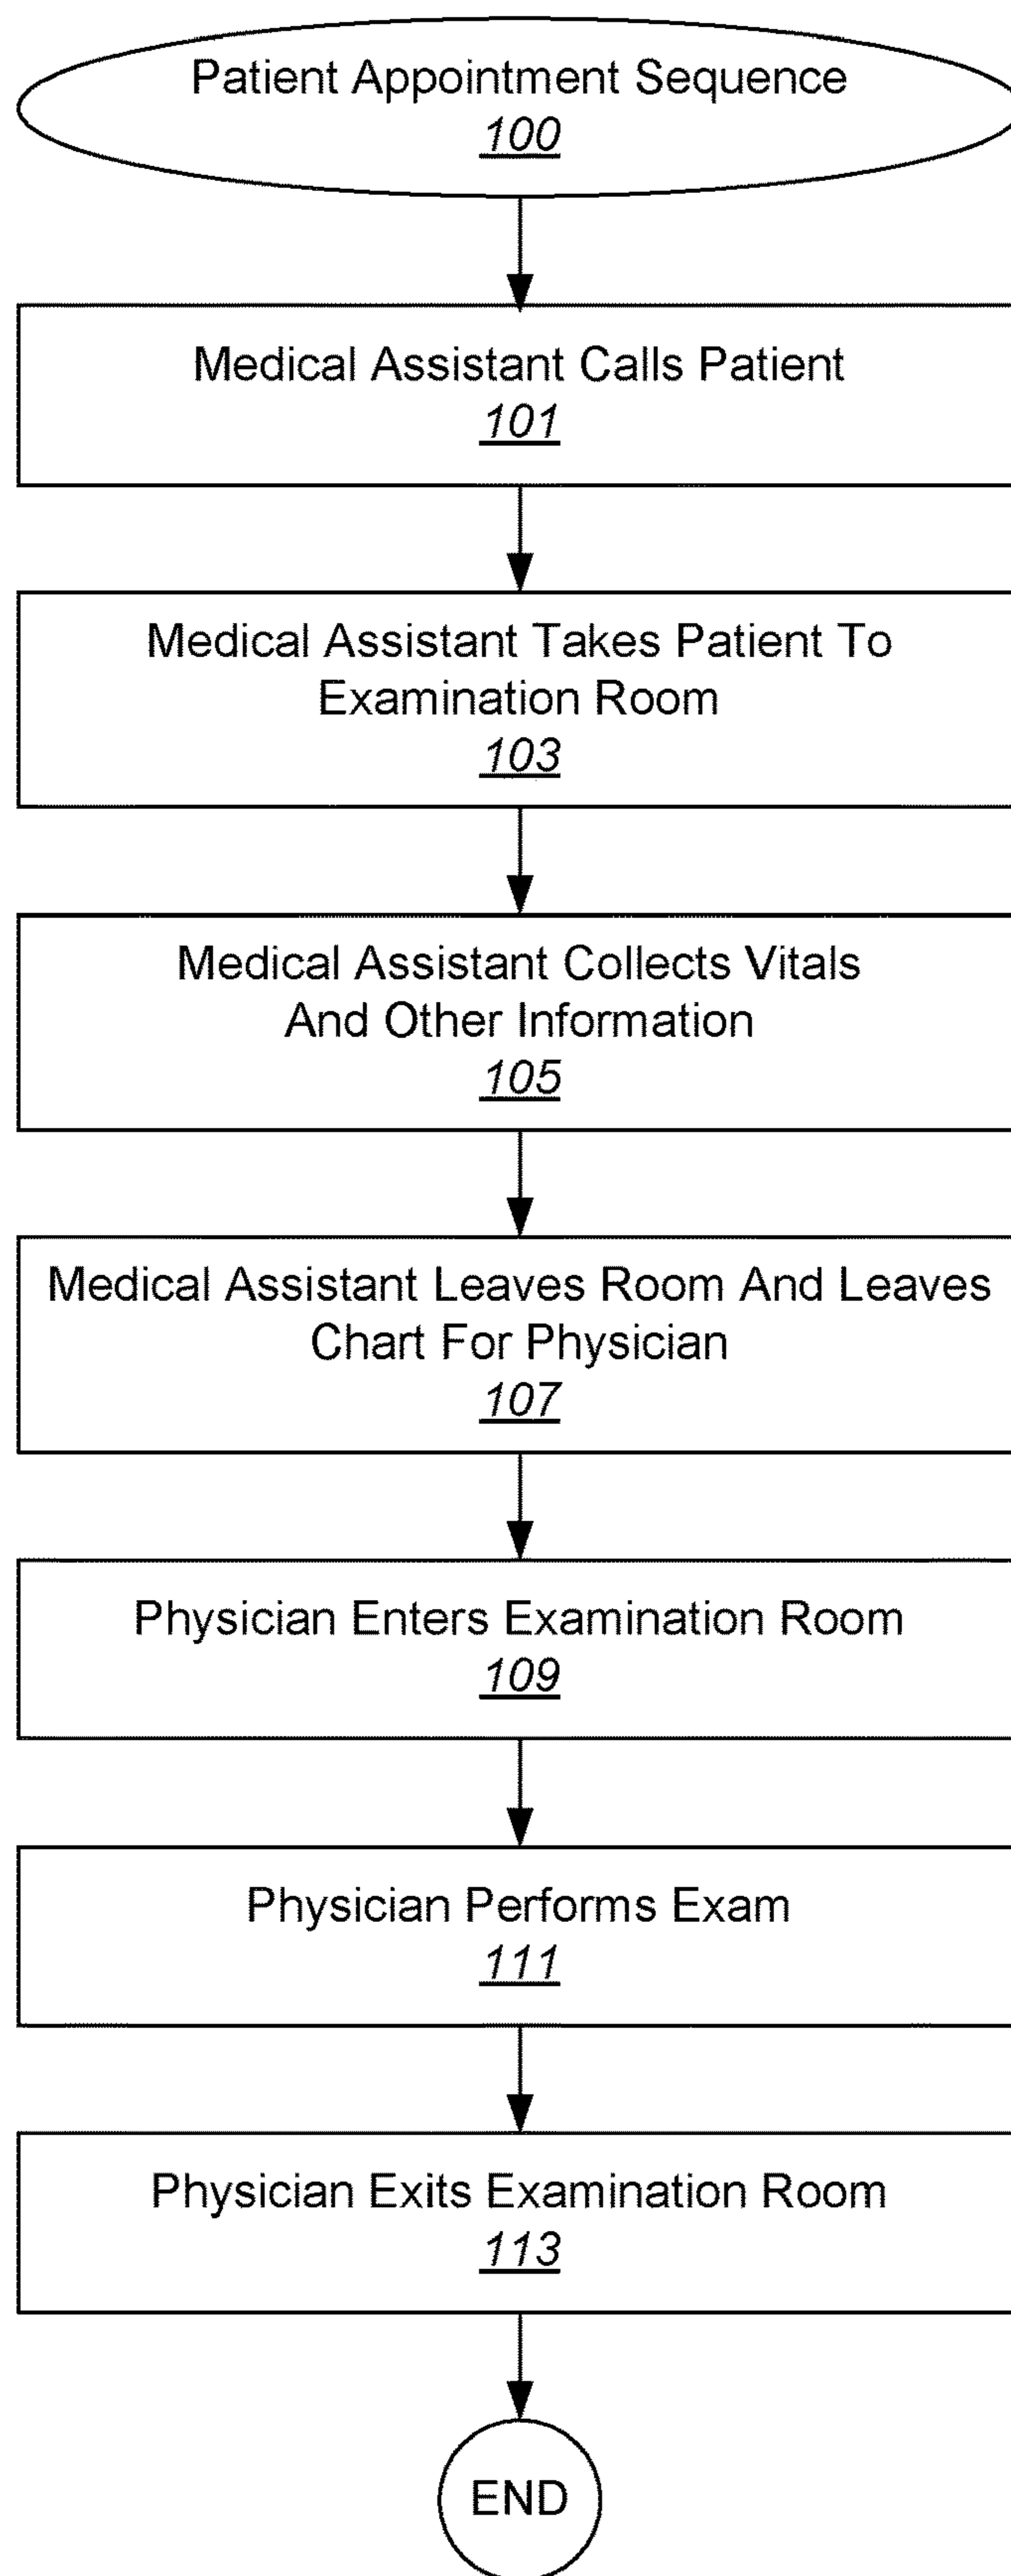 Patient Appointment Sequence
100
Medical Assistant Calls Patient
101
Medical Assistant Takes Patient To
Examination Room
103
Medical Assistant Collects Vitals
And Other Information
105
Medical Assistant Leaves Room And Leaves
Chart For Physician
107
Physician Enters Examination Room
109
Physician Performs Exam
111
Physician Exits Examination Room
113
END